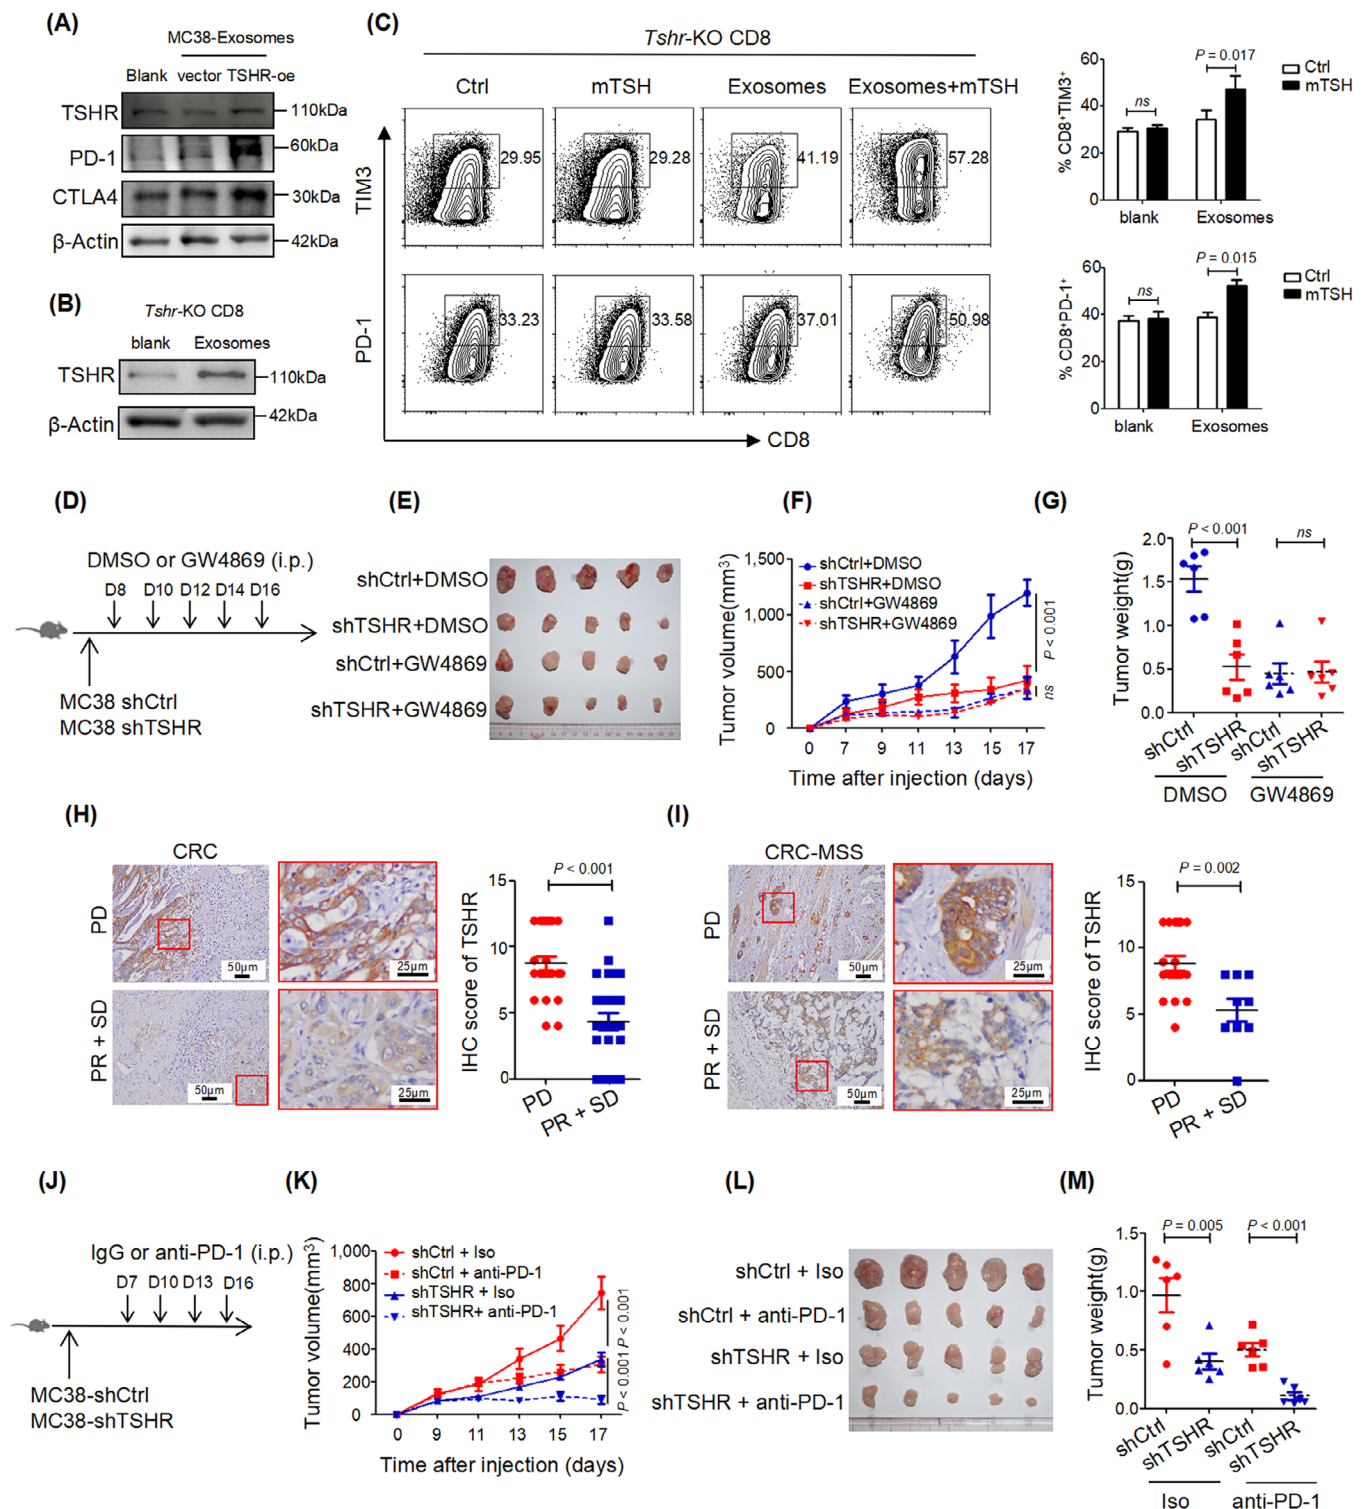 (A)
MC38-Exosomes
Blank vector TSHR-oe
TSHR
110kDa
PD-1
60kDa
CTLA4
30kDa
β-Actin
42kDa
(B)
Tshr-KO CD8
blank Exosomes
TSHR
110kDa
β-Actin
42kDa
(C)
Tshr-KO CD8
Ctrl mTSH Exosomes Exosomes+mTSH
TIM3
29.95 29.28 41.19 57.28
PD-1
33.23 33.58 37.01 50.98
CD8
% CD8⁺TIM3⁺
60
40
20
0
ns
P = 0.017
Ctrl
mTSH
blank Exosomes
% CD8⁺PD-1⁺
60
40
20
0
ns
P = 0.015
Ctrl
mTSH
blank Exosomes
(D)
DMSO or GW4869 (i.p.)
D8 D10 D12 D14 D16
MC38 shCtrl
MC38 shTSHR
(E)
shCtrl+DMSO
shTSHR+DMSO
shCtrl+GW4869
shTSHR+GW4869
(F)
Tumor volume(mm³)
1,500
1,000
500
0
shCtrl+DMSO
shTSHR+DMSO
shCtrl+GW4869
shTSHR+GW4869
P < 0.001
ns
0 7 9 11 13 15 17
Time after injection (days)
(G)
Tumor weight(g)
2.0
1.5
1.0
0.5
0.0
P < 0.001
ns
shCtrl shTSHR shCtrl shTSHR
DMSO GW4869
(H)
CRC
PD
50μm 25μm
PR + SD
50μm 25μm
IHC score of TSHR
15
10
5
0
P < 0.001
PD PR + SD
(I)
CRC-MSS
PD
50μm 25μm
PR + SD
50μm 25μm
IHC score of TSHR
15
10
5
0
P = 0.002
PD PR + SD
(J)
IgG or anti-PD-1 (i.p.)
D7 D10 D13 D16
MC38-shCtrl
MC38-shTSHR
(K)
Tumor volume(mm³)
1,000
800
600
400
200
0
shCtrl + Iso
shCtrl + anti-PD-1
shTSHR + Iso
shTSHR+ anti-PD-1
P < 0.001
P < 0.001
0 9 11 13 15 17
Time after injection (days)
(L)
shCtrl + Iso
shCtrl + anti-PD-1
shTSHR + Iso
shTSHR + anti-PD-1
(M)
Tumor weight(g)
1.5
1.0
0.5
0.0
P = 0.005
P < 0.001
shCtrl shTSHR shCtrl shTSHR
Iso anti-PD-1